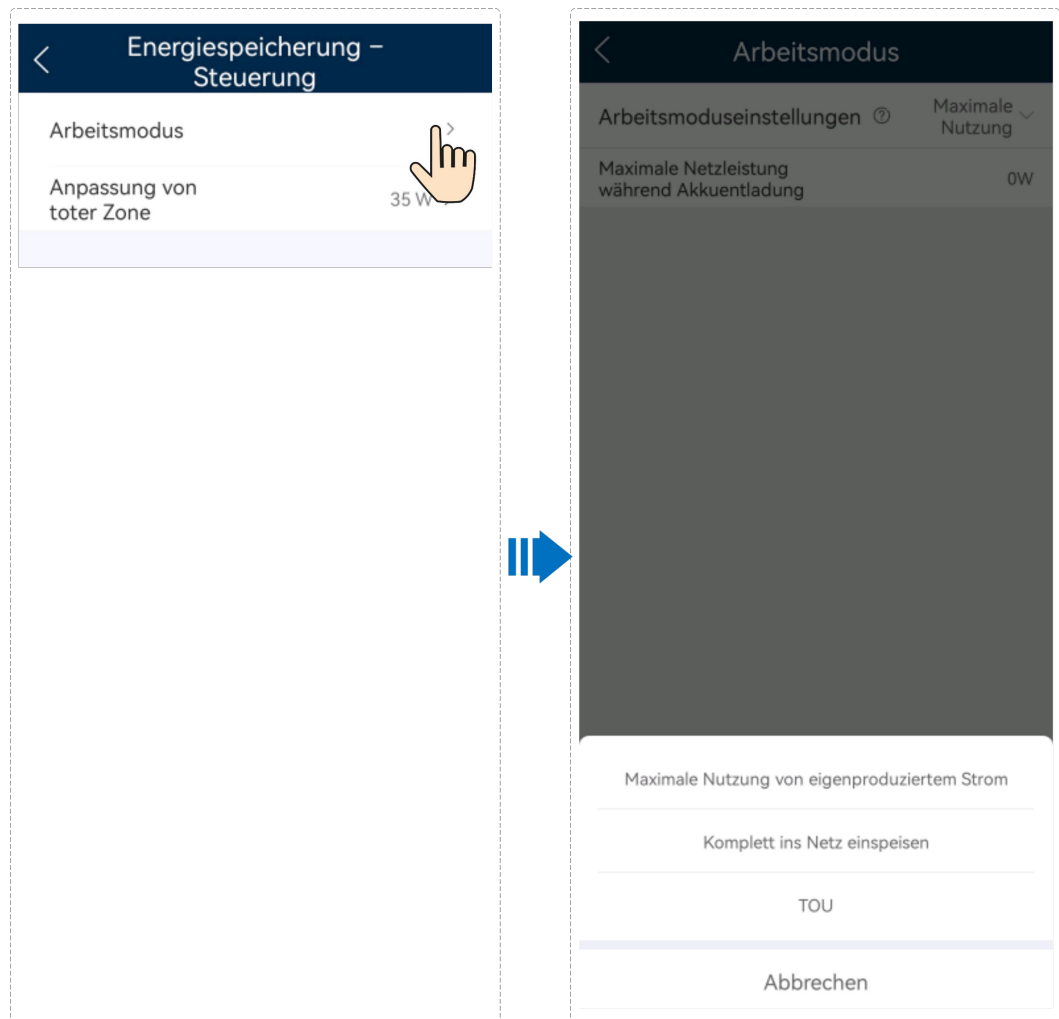 Energiespeicherung –
Steuerung
Arbeitsmodus
Anpassung von
toter Zone
35 W
Arbeitsmodus
Arbeitsmoduseinstellungen ?
Maximale
Nutzung
Maximale Netzleistung
während Akkuentladung
0W
Maximale Nutzung von eigenproduziertem Strom
Komplett ins Netz einspeisen
TOU
Abbrechen